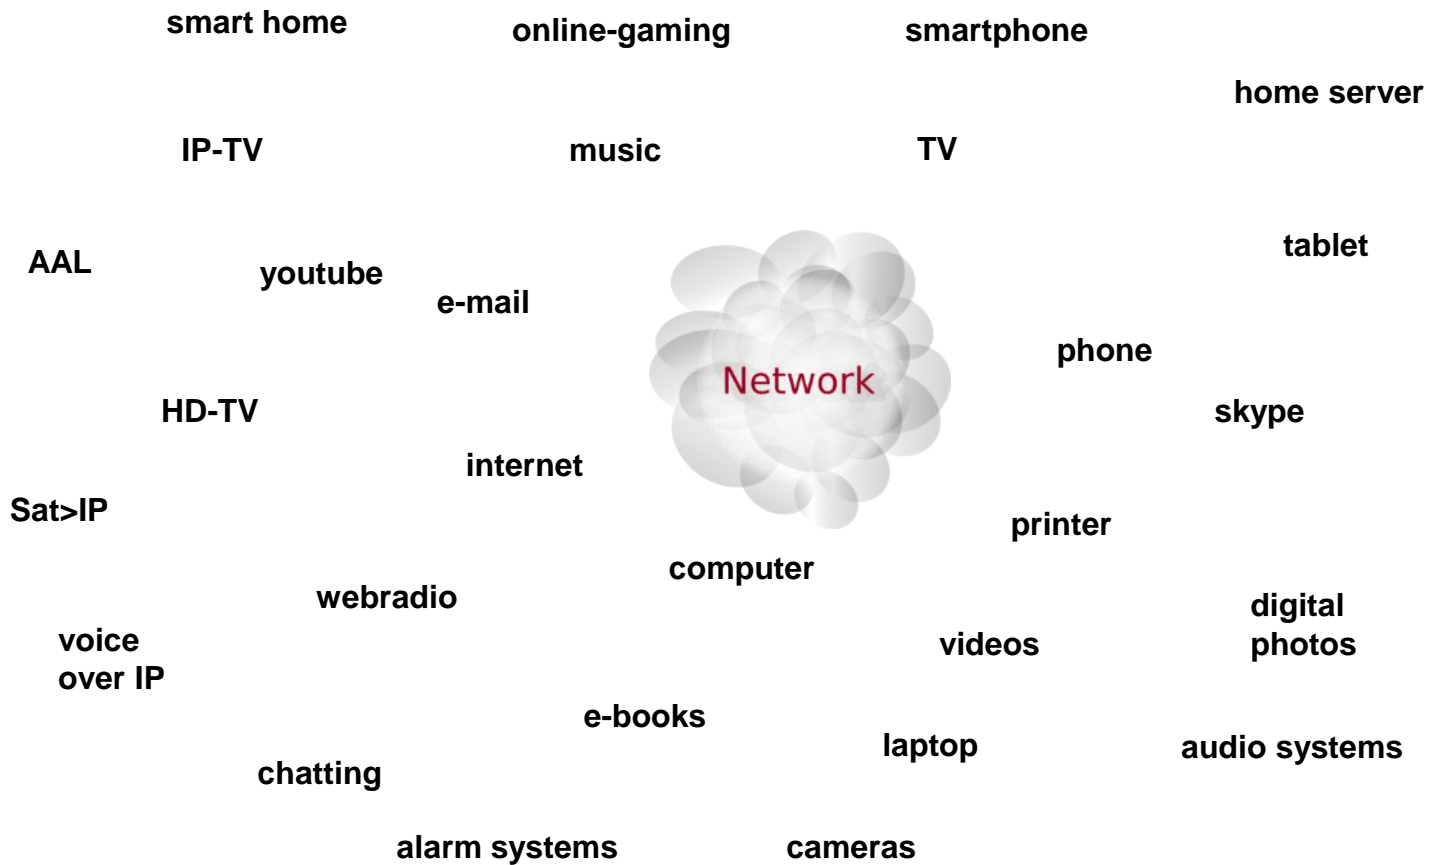 smart home
online-gaming
smartphone
home server
IP-TV
music
TV
AAL
youtube
e-mail
tablet
phone
Network
HD-TV
skype
internet
Sat>IP
printer
computer
webradio
digital
photos
voice
over IP
videos
e-books
laptop
audio systems
chatting
alarm systems
cameras